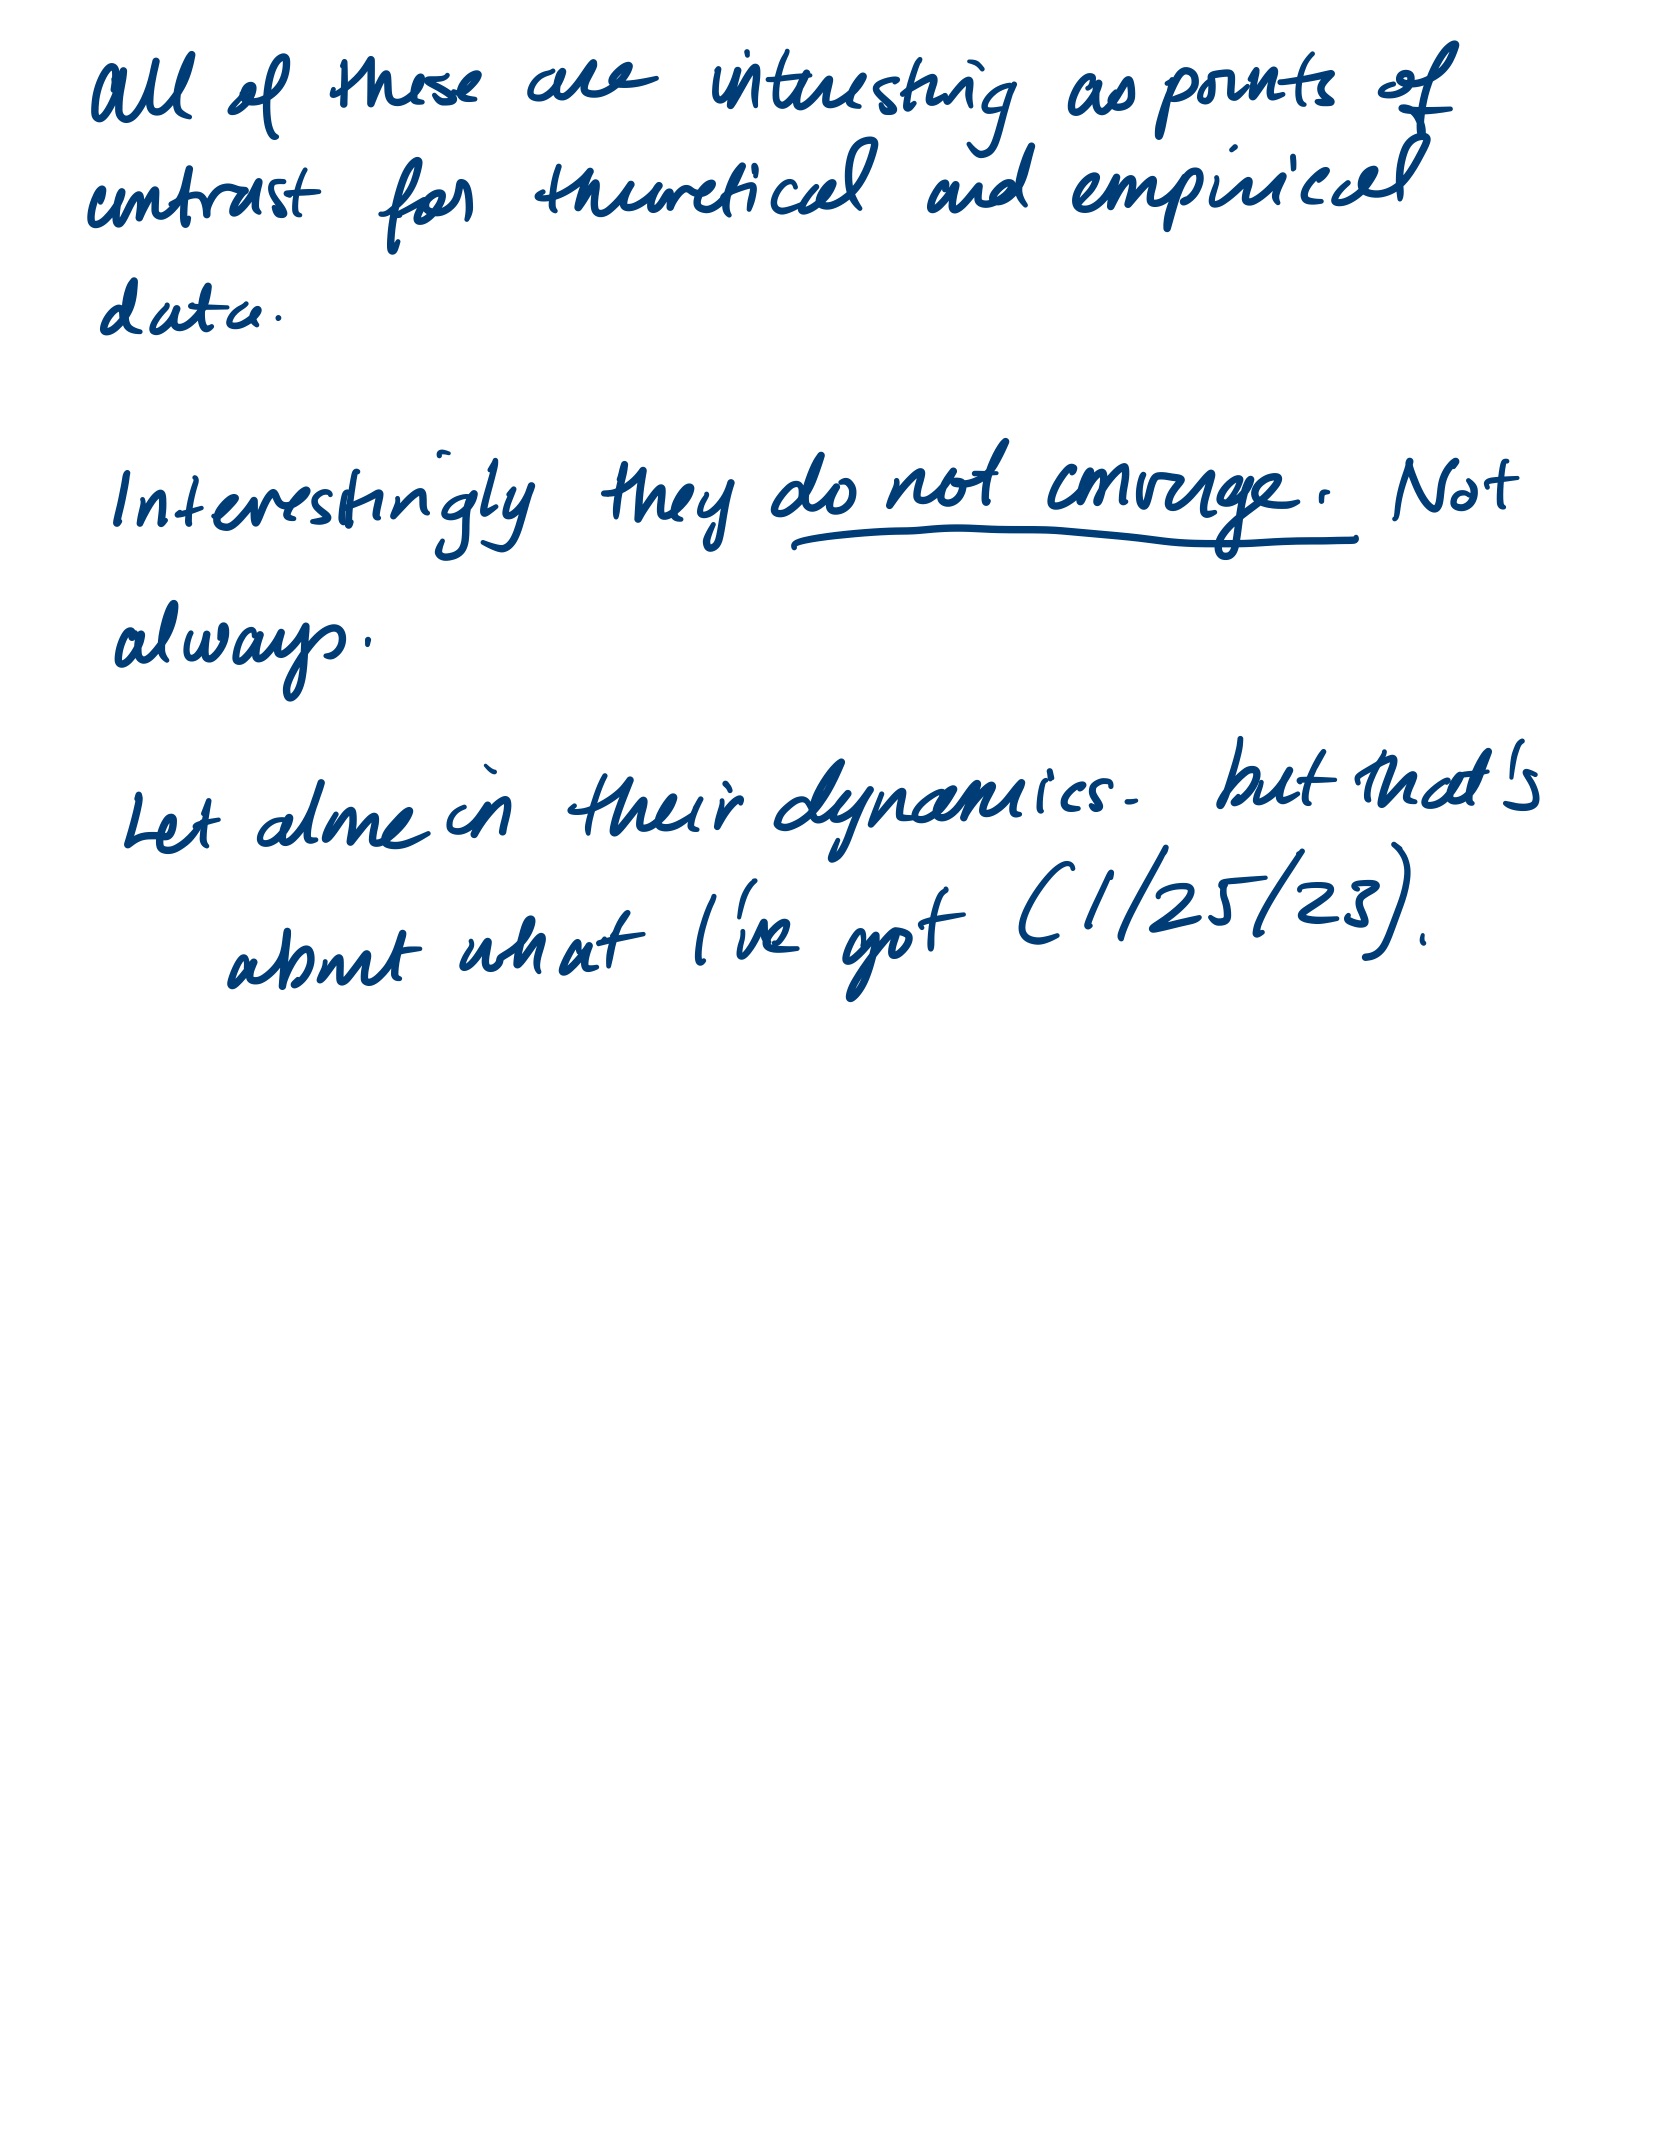 All of these are interesting as points of
contrast for theoretical and empirical
data.
Interestingly they do not converge. Not
always.
Let alone in their dynamics. but that's
about what I've got (1/25/23).